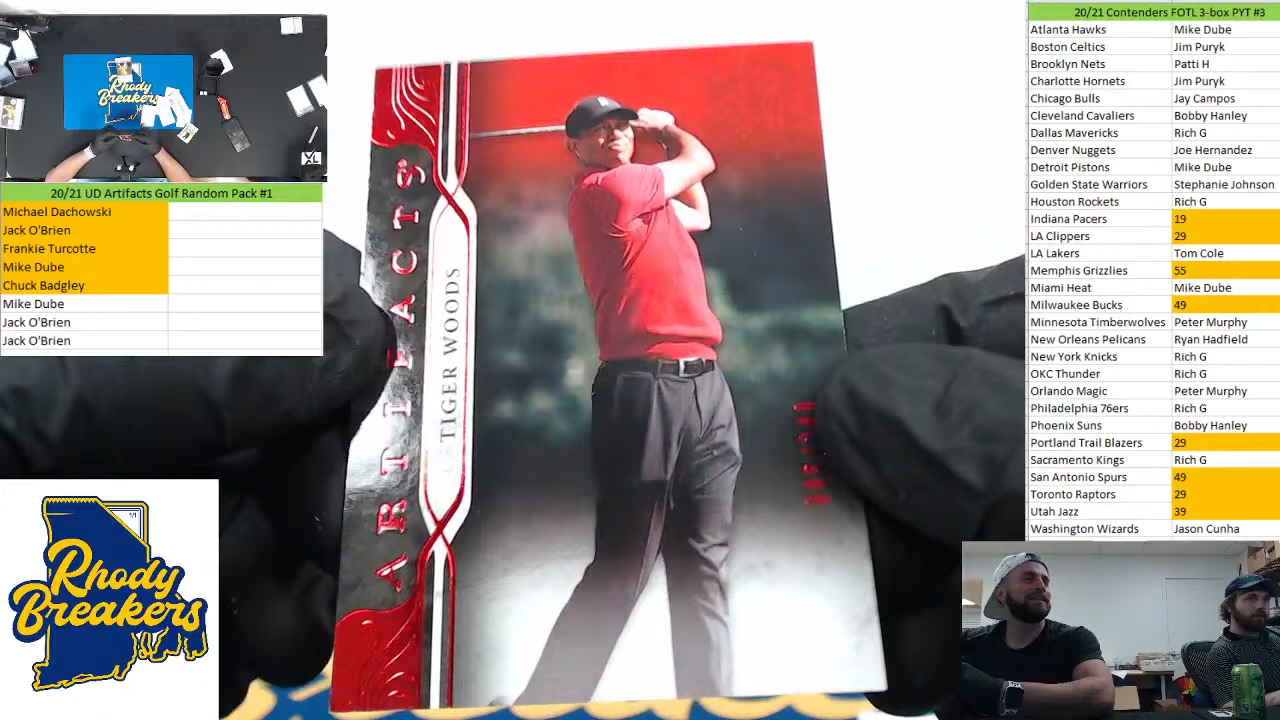 Rhody
Breakers
XL
20/21 UD Artifacts Golf Random Pack #1
Michael Dachowski
Jack O'Brien
Frankie Turcotte
Mike Dube
Chuck Badgley
Mike Dube
Jack O'Brien
Jack O'Brien
Rhody
Breakers
ARTIFACTS
TIGER WOODS
20/21 Contenders FOTL 3-box PYT #3
Atlanta Hawks Mike Dube
Boston Celtics Jim Puryk
Brooklyn Nets Patti H
Charlotte Hornets Jim Puryk
Chicago Bulls Jay Campos
Cleveland Cavaliers Bobby Hanley
Dallas Mavericks Rich G
Denver Nuggets Joe Hernandez
Detroit Pistons Mike Dube
Golden State Warriors Stephanie Johnson
Houston Rockets Rich G
Indiana Pacers 19
LA Clippers 29
LA Lakers Tom Cole
Memphis Grizzlies 55
Miami Heat Mike Dube
Milwaukee Bucks 49
Minnesota Timberwolves Peter Murphy
New Orleans Pelicans Ryan Hadfield
New York Knicks Rich G
OKC Thunder Rich G
Orlando Magic Peter Murphy
Philadelphia 76ers Rich G
Phoenix Suns Bobby Hanley
Portland Trail Blazers 29
Sacramento Kings Rich G
San Antonio Spurs 49
Toronto Raptors 29
Utah Jazz 39
Washington Wizards Jason Cunha